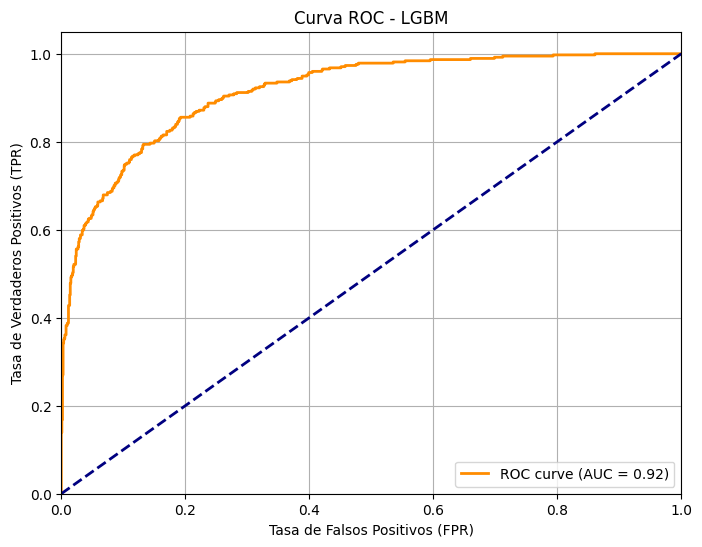 Curva ROC - LGBM
Tasa de Verdaderos Positivos (TPR)
1.0
0.8
0.6
0.4
0.2
0.0
ROC curve (AUC = 0.92)
0.0 0.2 0.4 0.6 0.8 1.0
Tasa de Falsos Positivos (FPR)